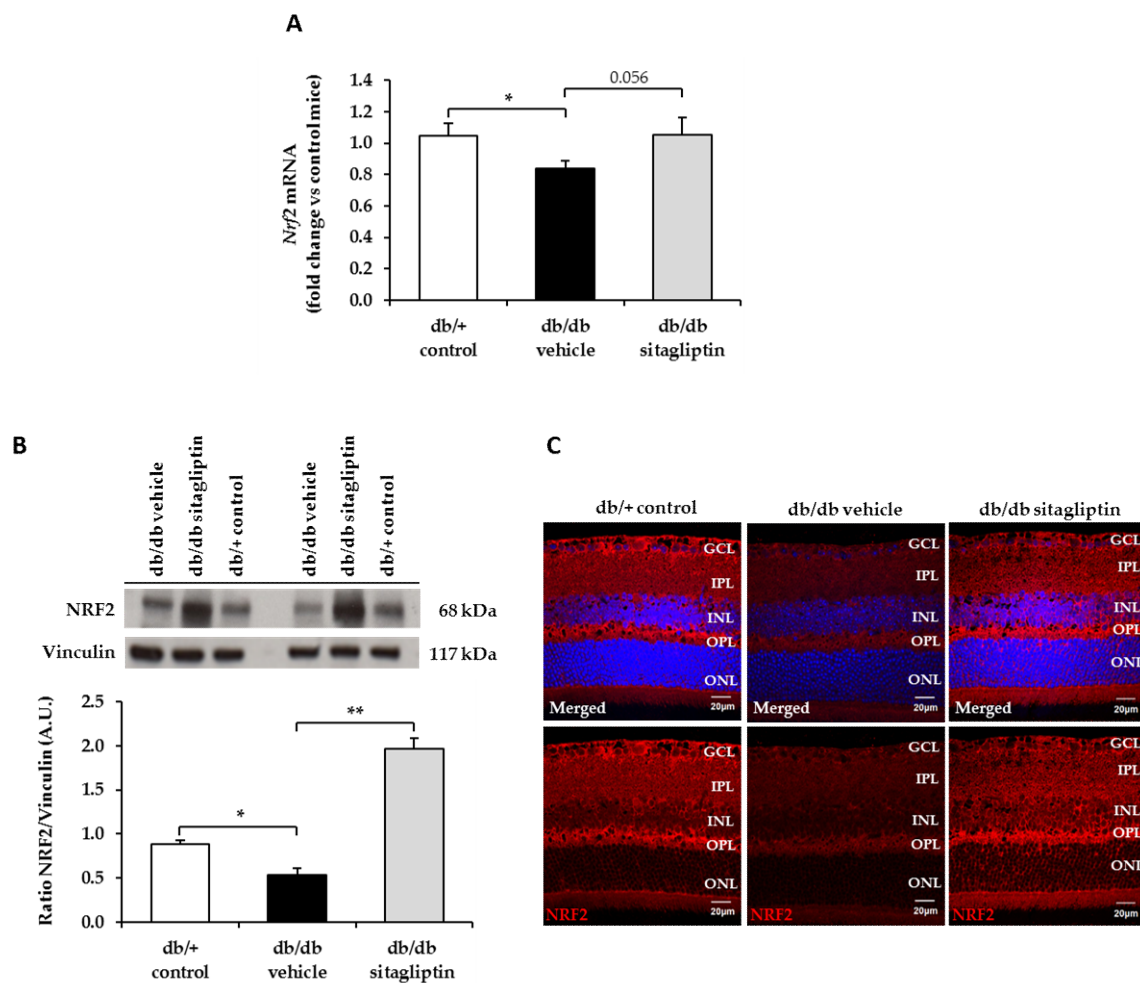 A
Nrf2 mRNA
(fold change vs control mice)
1.4
1.2
1.0
0.8
0.6
0.4
0.2
0.0
*
0.056
db/+
control
db/db
vehicle
db/db
sitagliptin
B
db/db vehicle
db/db sitagliptin
db/+ control
db/db vehicle
db/db sitagliptin
db/+ control
NRF2
68 kDa
Vinculin
117 kDa
Ratio NRF2/Vinculin (A.U.)
2.5
2.0
1.5
1.0
0.5
0.0
*
**
db/+
control
db/db
vehicle
db/db
sitagliptin
C
db/+ control
db/db vehicle
db/db sitagliptin
GCL
IPL
INL
OPL
ONL
20μm
Merged
GCL
IPL
INL
OPL
ONL
20μm
GCL
IPL
INL
OPL
ONL
20μm
Merged
GCL
IPL
INL
OPL
ONL
20μm
NRF2
GCL
IPL
INL
OPL
ONL
20μm
NRF2
GCL
IPL
INL
OPL
ONL
20μm
NRF2